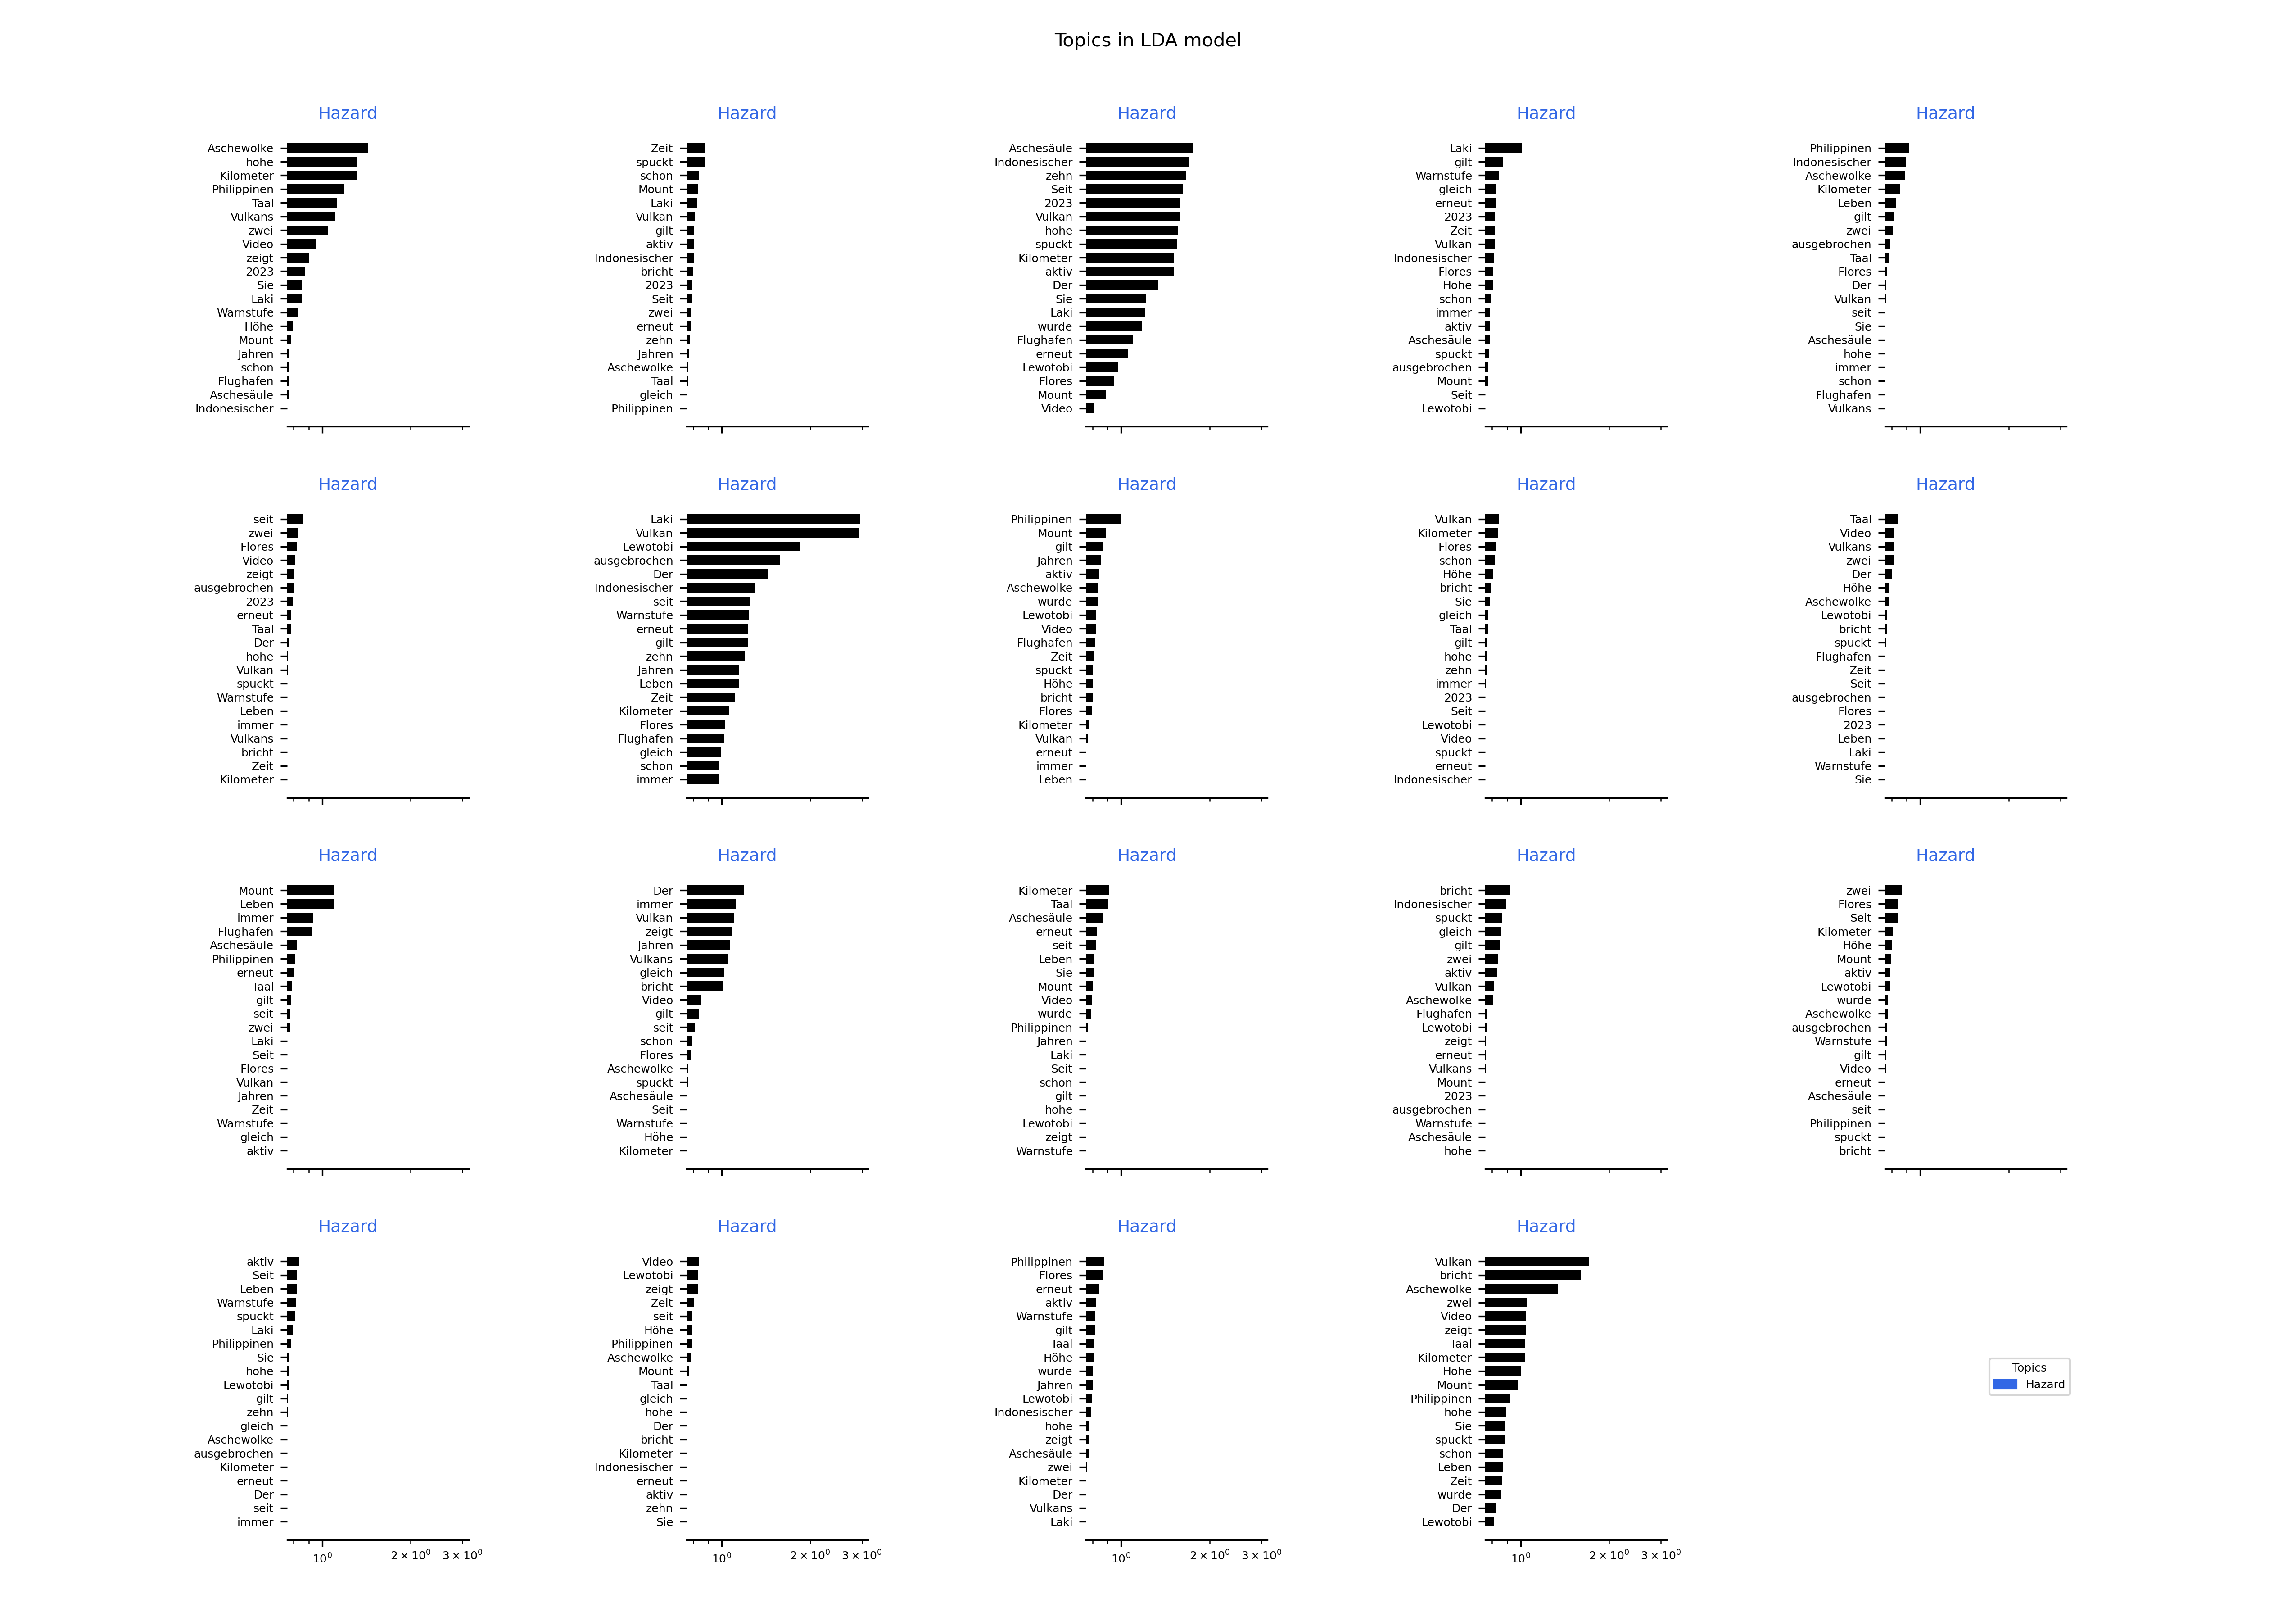 Topics in LDA model
Hazard
Aschewolke
hohe
Kilometer
Philippinen
Taal
Vulkans
zwei
Video
zeigt
2023
Sie
Laki
Warnstufe
Höhe
Mount
Jahren
schon
Flughafen
Aschesäule
Indonesischer
Hazard
Zeit
spuckt
schon
Mount
Laki
Vulkan
gilt
aktiv
Indonesischer
bricht
2023
Seit
zwei
erneut
zehn
Jahren
Aschewolke
Taal
gleich
Philippinen
Hazard
Aschesäule
Indonesischer
zehn
Seit
2023
Vulkan
hohe
spuckt
Kilometer
aktiv
Der
Sie
Laki
wurde
Flughafen
erneut
Lewotobi
Flores
Mount
Video
Hazard
Laki
gilt
Warnstufe
gleich
erneut
2023
Zeit
Vulkan
Indonesischer
Flores
Höhe
schon
immer
aktiv
Aschesäule
spuckt
ausgebrochen
Mount
Seit
Lewotobi
Hazard
Philippinen
Indonesischer
Aschewolke
Kilometer
Leben
gilt
zwei
ausgebrochen
Taal
Flores
Der
Vulkan
seit
Sie
Aschesäule
hohe
immer
schon
Flughafen
Vulkans
Hazard
seit
zwei
Flores
Video
zeigt
ausgebrochen
2023
erneut
Taal
Der
hohe
Vulkan
spuckt
Warnstufe
Leben
immer
Vulkans
bricht
Zeit
Kilometer
Hazard
Laki
Vulkan
Lewotobi
ausgebrochen
Der
Indonesischer
seit
Warnstufe
erneut
gilt
zehn
Jahren
Leben
Zeit
Kilometer
Flores
Flughafen
gleich
schon
immer
Hazard
Philippinen
Mount
gilt
Jahren
aktiv
Aschewolke
wurde
Lewotobi
Video
Flughafen
Zeit
spuckt
Höhe
bricht
Flores
Kilometer
Vulkan
erneut
immer
Leben
Hazard
Vulkan
Kilometer
Flores
schon
Höhe
bricht
Sie
gleich
Taal
gilt
hohe
zehn
immer
2023
Seit
Lewotobi
Video
spuckt
erneut
Indonesischer
Hazard
Taal
Video
Vulkans
zwei
Der
Höhe
Aschewolke
Lewotobi
bricht
spuckt
Flughafen
Zeit
Seit
ausgebrochen
Flores
2023
Leben
Laki
Warnstufe
Sie
Hazard
Mount
Leben
immer
Flughafen
Aschesäule
Philippinen
erneut
Taal
gilt
seit
zwei
Laki
Seit
Flores
Vulkan
Jahren
Zeit
Warnstufe
gleich
aktiv
Hazard
Der
immer
Vulkan
zeigt
Jahren
Vulkans
gleich
bricht
Video
gilt
seit
schon
Flores
Aschewolke
spuckt
Aschesäule
Seit
Warnstufe
Höhe
Kilometer
Hazard
Kilometer
Taal
Aschesäule
erneut
seit
Leben
Sie
Mount
Video
wurde
Philippinen
Jahren
Laki
Seit
schon
gilt
hohe
Lewotobi
zeigt
Warnstufe
Hazard
bricht
Indonesischer
spuckt
gleich
gilt
zwei
aktiv
Vulkan
Aschewolke
Flughafen
Lewotobi
zeigt
erneut
Vulkans
Mount
2023
ausgebrochen
Warnstufe
Aschesäule
hohe
Hazard
zwei
Flores
Seit
Kilometer
Höhe
Mount
aktiv
Lewotobi
wurde
Aschewolke
ausgebrochen
Warnstufe
gilt
Video
erneut
Aschesäule
seit
Philippinen
spuckt
bricht
Hazard
aktiv
Seit
Leben
Warnstufe
spuckt
Laki
Philippinen
Sie
hohe
Lewotobi
gilt
zehn
gleich
Aschewolke
ausgebrochen
Kilometer
erneut
Der
seit
immer
10⁰ 2 × 10⁰ 3 × 10⁰
Hazard
Video
Lewotobi
zeigt
Zeit
seit
Höhe
Philippinen
Aschewolke
Mount
Taal
gleich
hohe
Der
bricht
Kilometer
Indonesischer
erneut
aktiv
zehn
Sie
10⁰ 2 × 10⁰ 3 × 10⁰
Hazard
Philippinen
Flores
erneut
aktiv
Warnstufe
gilt
Taal
Höhe
wurde
Jahren
Lewotobi
Indonesischer
hohe
zeigt
Aschesäule
zwei
Kilometer
Der
Vulkans
Laki
10⁰ 2 × 10⁰ 3 × 10⁰
Hazard
Vulkan
bricht
Aschewolke
zwei
Video
zeigt
Taal
Kilometer
Höhe
Mount
Philippinen
hohe
Sie
spuckt
schon
Leben
Zeit
wurde
Der
Lewotobi
10⁰ 2 × 10⁰ 3 × 10⁰
Topics
Hazard